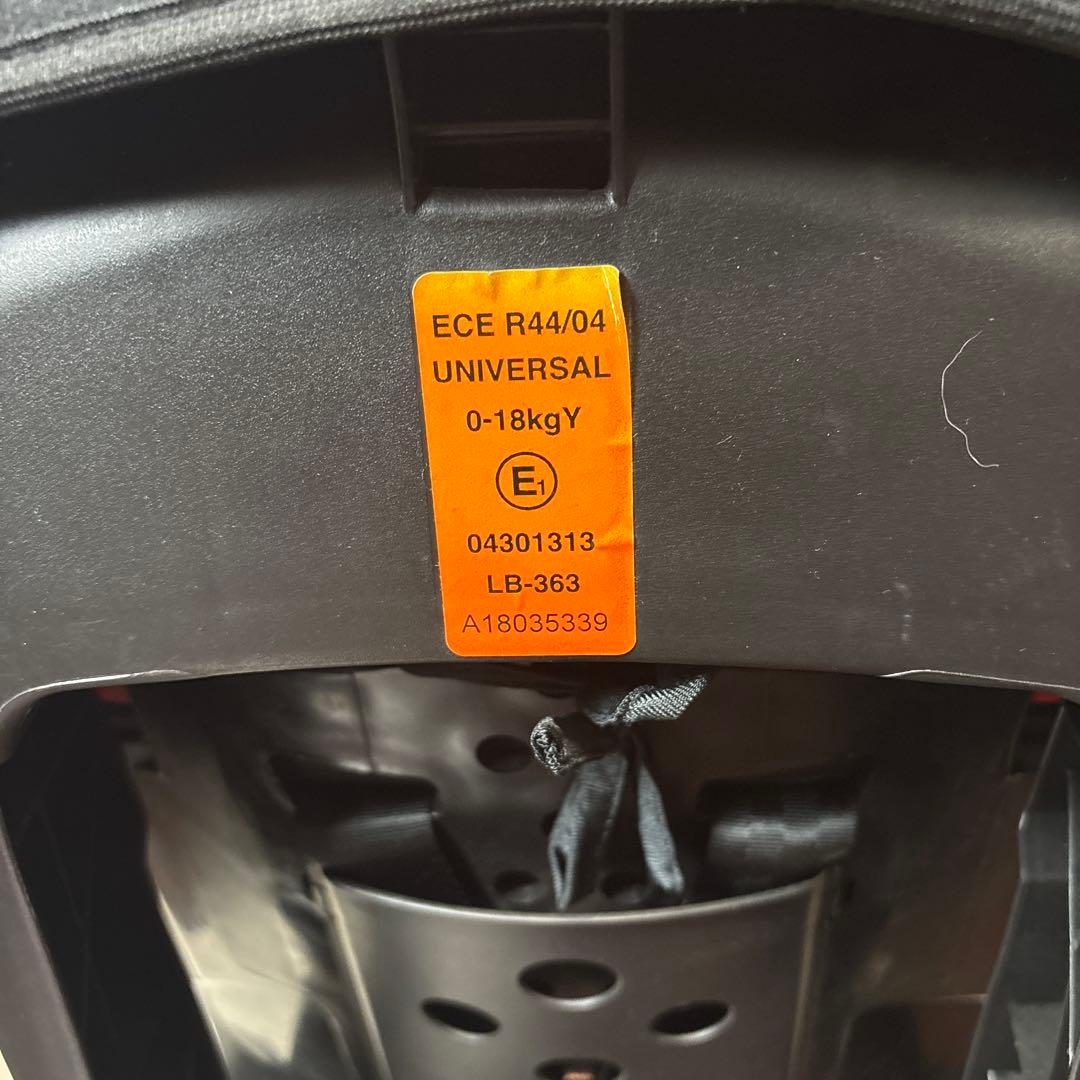 ECE R44/04
UNIVERSAL
0-18kgY
E1
04301313
LB-363
A18035339